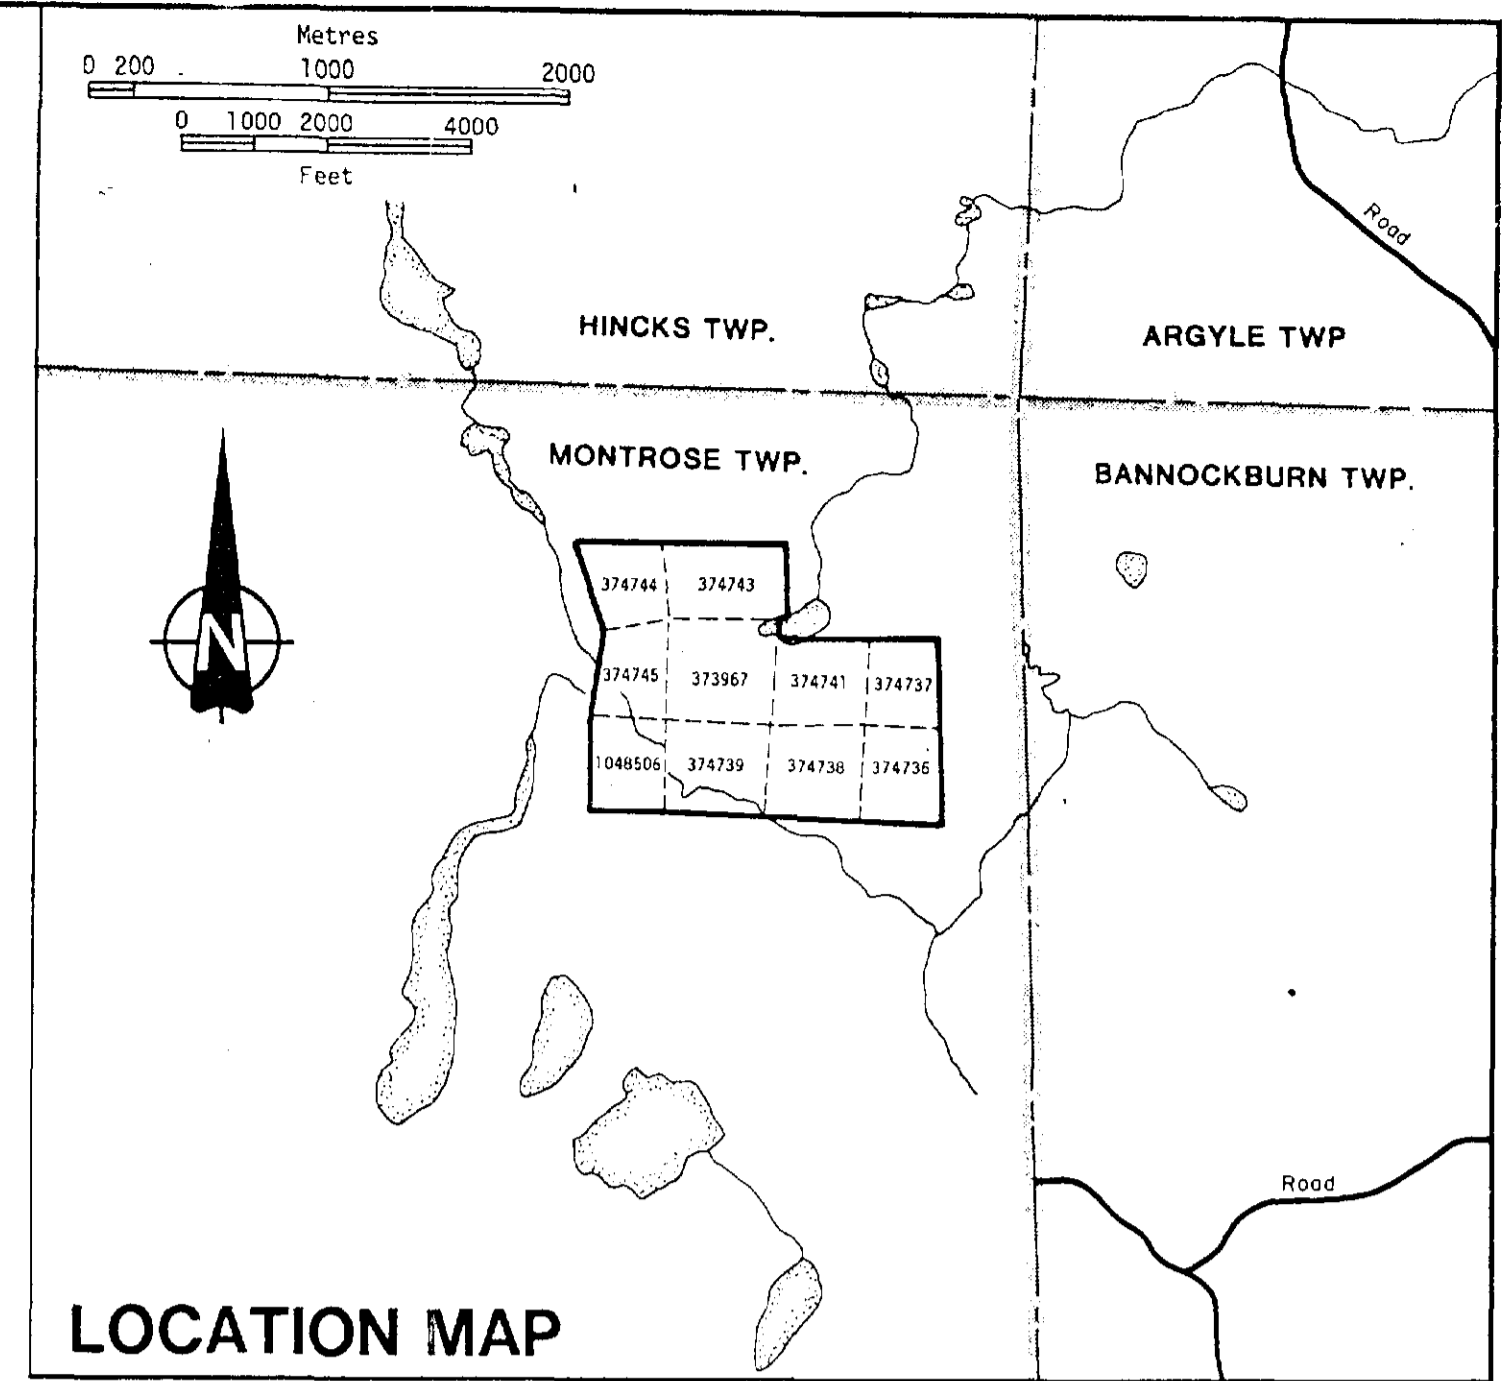 Metres
0 200 1000 2000
0 1000 2000 4000
Feet
Road
HINCKS TWP.
ARGYLE TWP
MONTROSE TWP.
BANNOCKBURN TWP.
374744 374743
N
374745 373967 374741 374737
1048506 374739 374738 374736
Road
LOCATION MAP